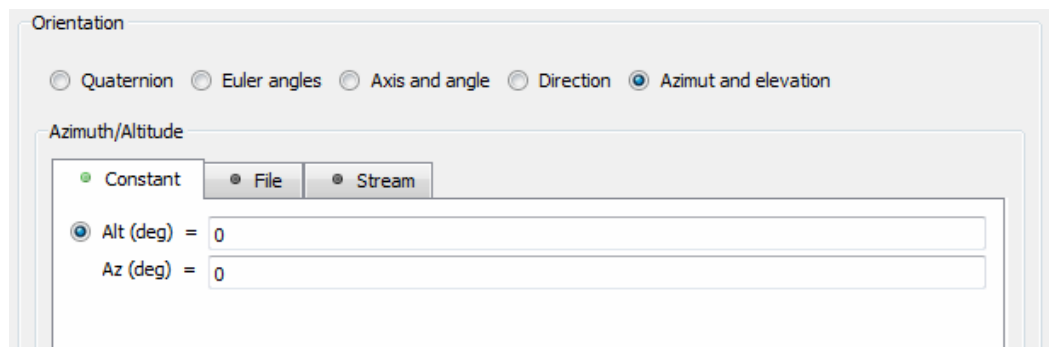 Orientation
Quaternion Euler angles Axis and angle Direction Azimut and elevation
Azimuth/Altitude
Constant File Stream
Alt (deg) = 0
Az (deg) = 0